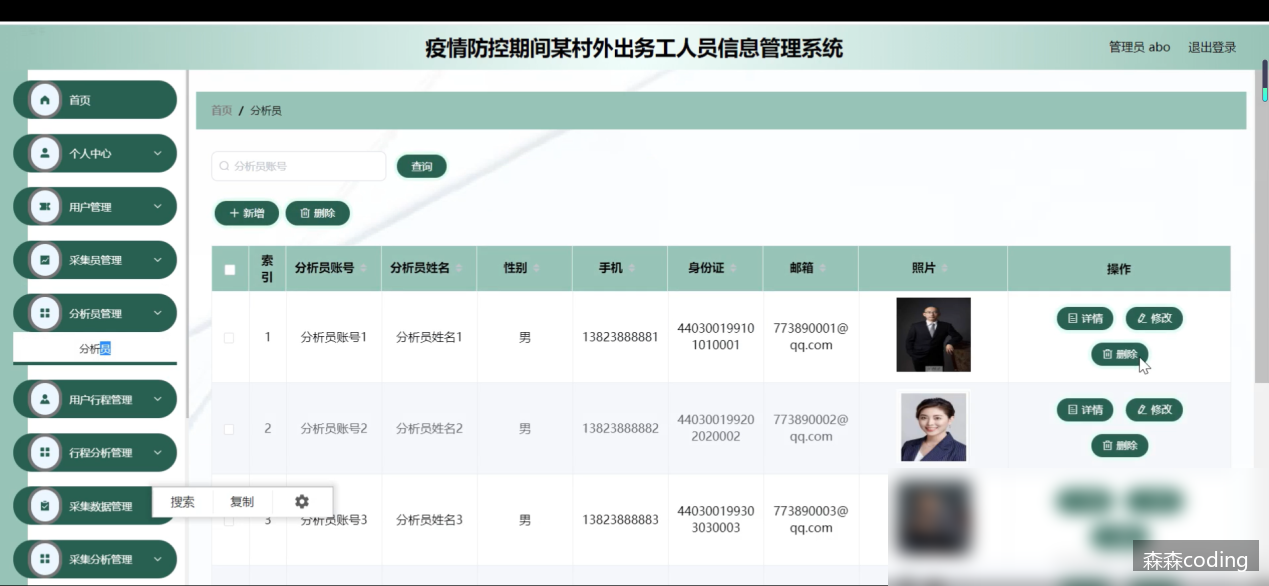 疫情防控期间某村外出务工人员信息管理系统
管理员 abo
退出登录
首页
个人中心
用户管理
采集员管理
分析员管理
分析员
用户行程管理
行程分析管理
采集数据管理
采集分析管理
搜索
复制
首页 / 分析员
分析员账号
查询
+ 新增
删除
索
引
分析员账号
分析员姓名
性别
手机
身份证
邮箱
照片
操作
1
分析员账号1
分析员姓名1
男
13823888881
44030019910
1010001
773890001@
qq.com
详情
修改
删除
2
分析员账号2
分析员姓名2
男
13823888882
44030019920
2020002
773890002@
qq.com
详情
修改
删除
3
分析员账号3
分析员姓名3
男
13823888883
44030019930
3030003
773890003@
qq.com
森森coding